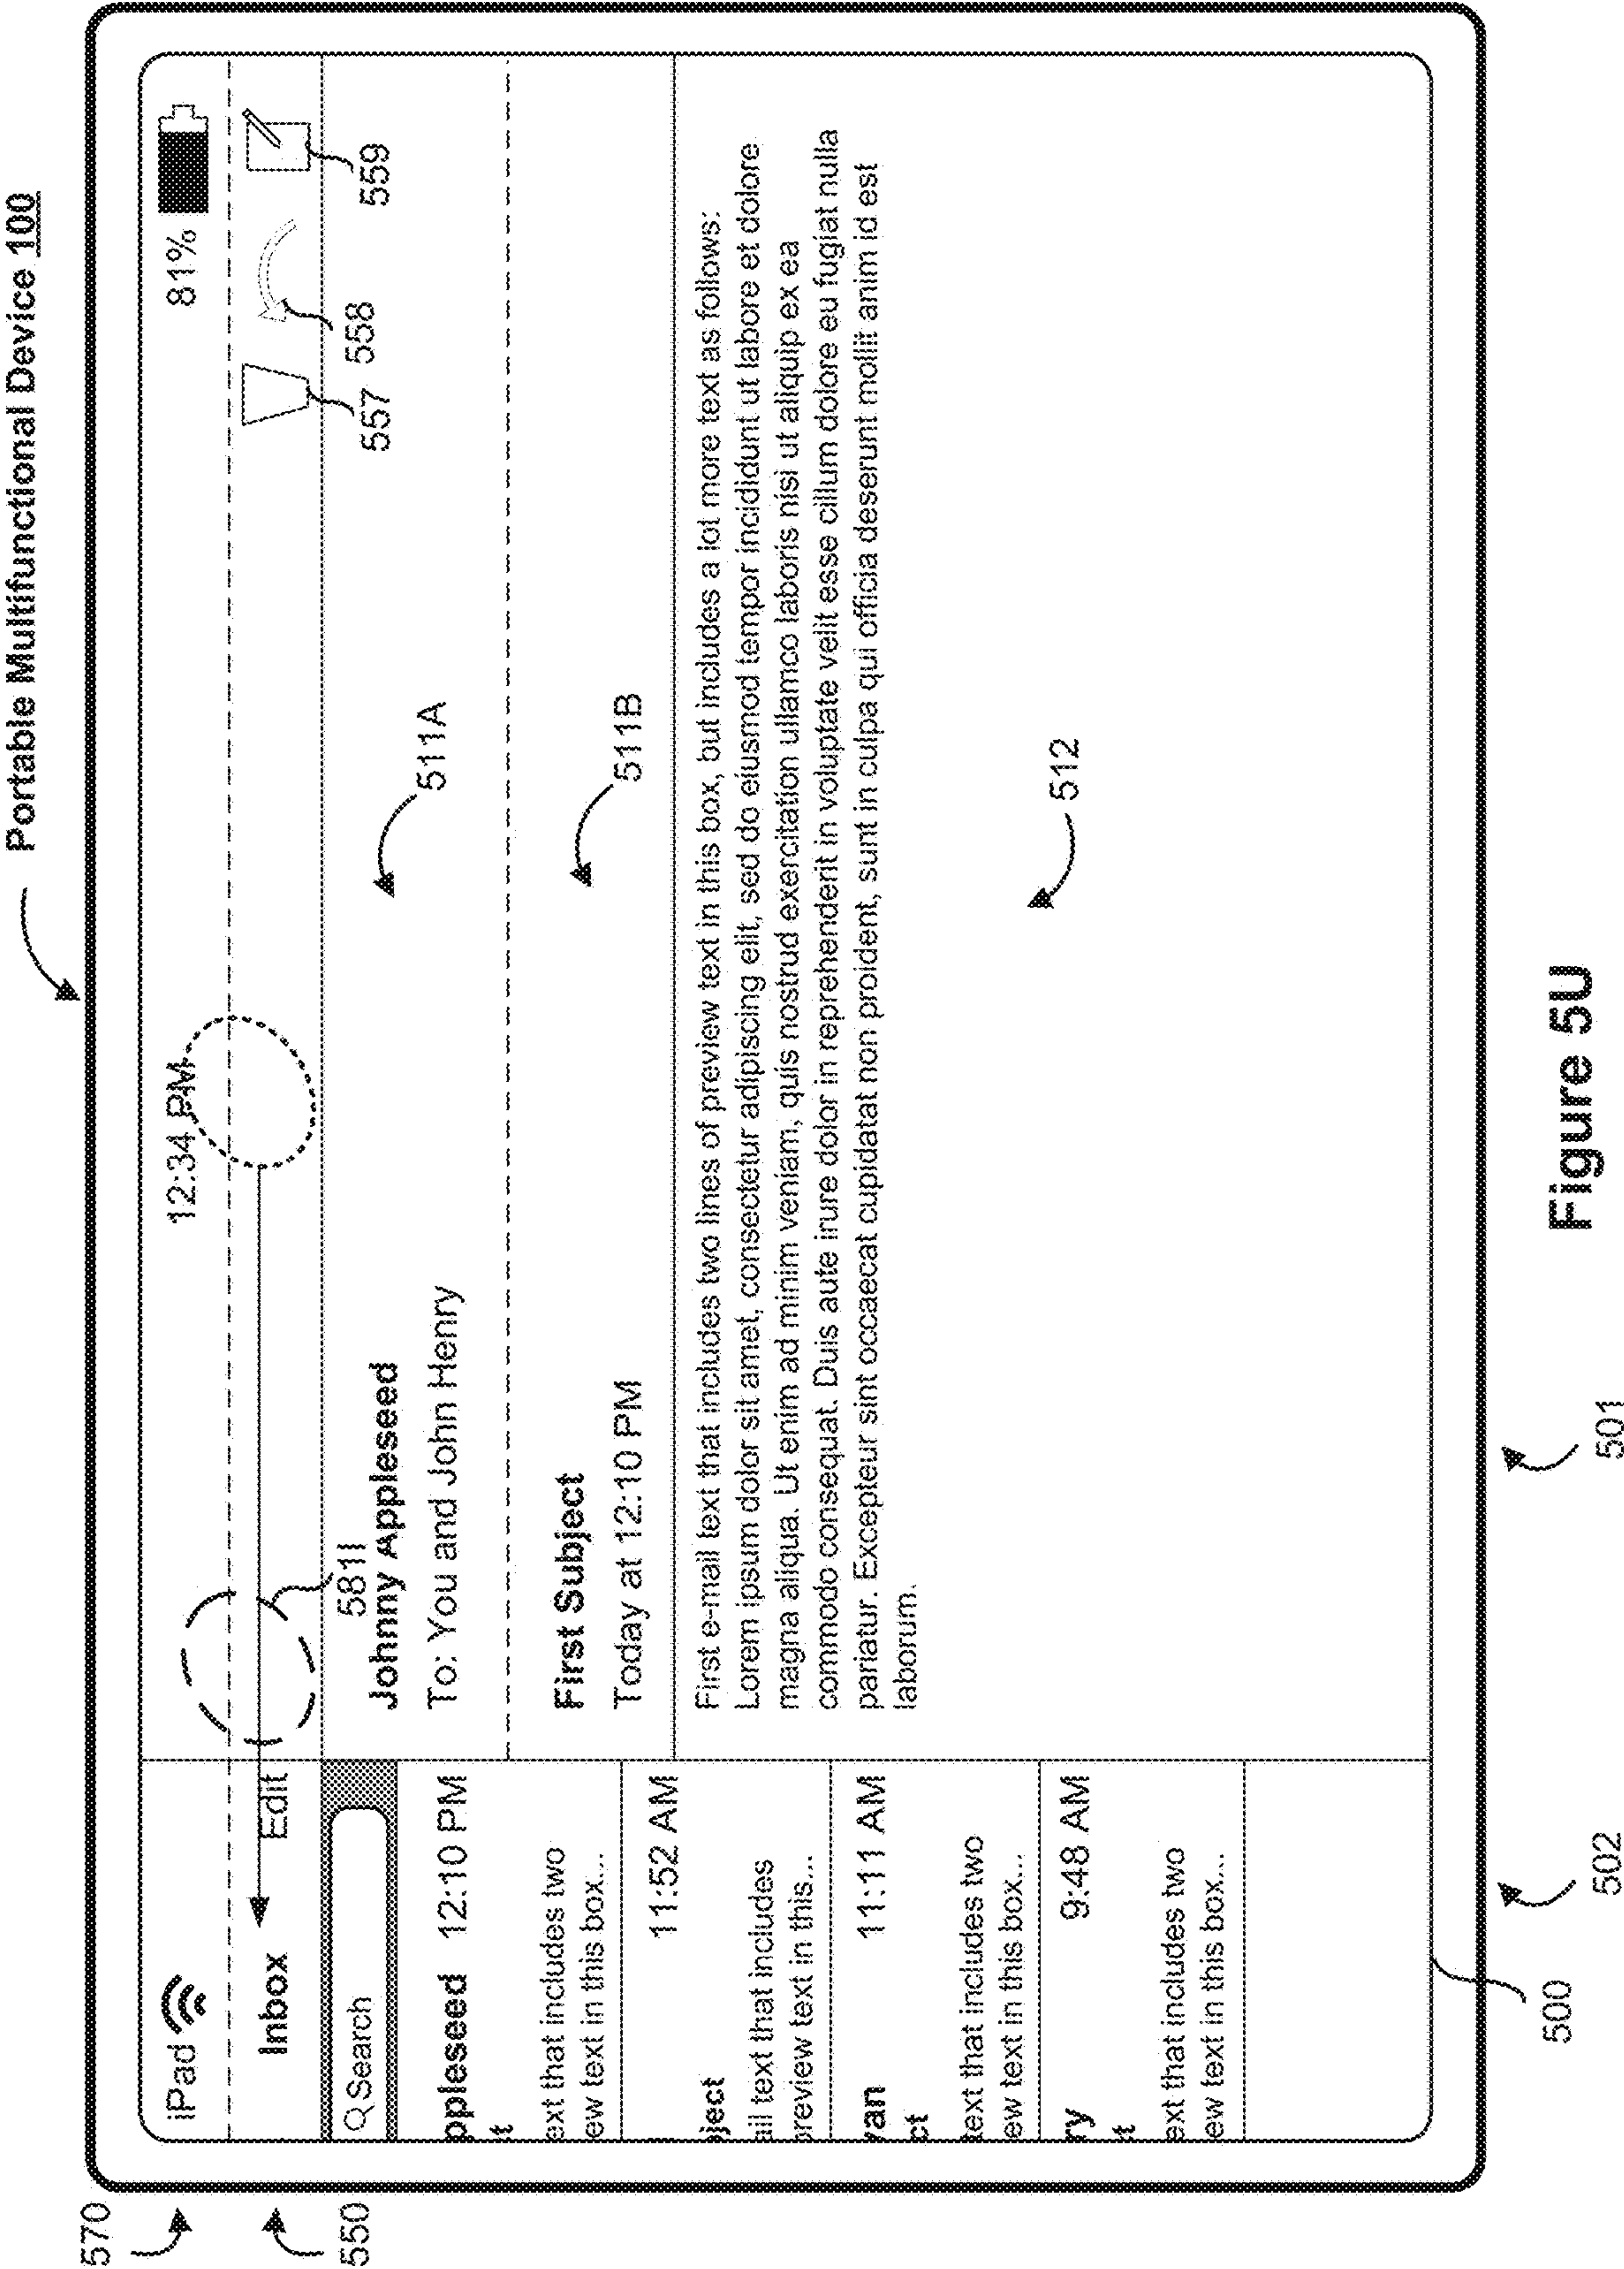 Portable Multifunctional Device 100
570
550
iPad
12:34 PM
81%
Inbox
Edit
557
558
559
581II
Search
ppleseed 12:10 PM
t
ext that includes two
ew text in this box...
11:52 AM
ject
ail text that includes
preview text in this...
van 11:11 AM
ct
text that includes two
ew text in this box...
ry 9:48 AM
t
ext that includes two
ew text in this box...
Johnny Appleseed
To: You and John Henry
511A
First Subject
Today at 12:10 PM
511B
First e-mail text that includes two lines of preview text in this box, but includes a lot more text as follows:
Lorem ipsum dolor sit amet, consectetur adipiscing elit, sed do eiusmod tempor incididunt ut labore et dolore
magna aliqua. Ut enim ad minim veniam, quis nostrud exercitation ullamco laboris nisi ut aliquip ex ea
commodo consequat. Duis aute irure dolor in reprehenderit in voluptate velit esse cillum dolore eu fugiat nulla
pariatur. Excepteur sint occaecat cupidatat non proident, sunt in culpa qui officia deserunt mollit anim id est
laborum.
512
500
502
501
Figure 5U